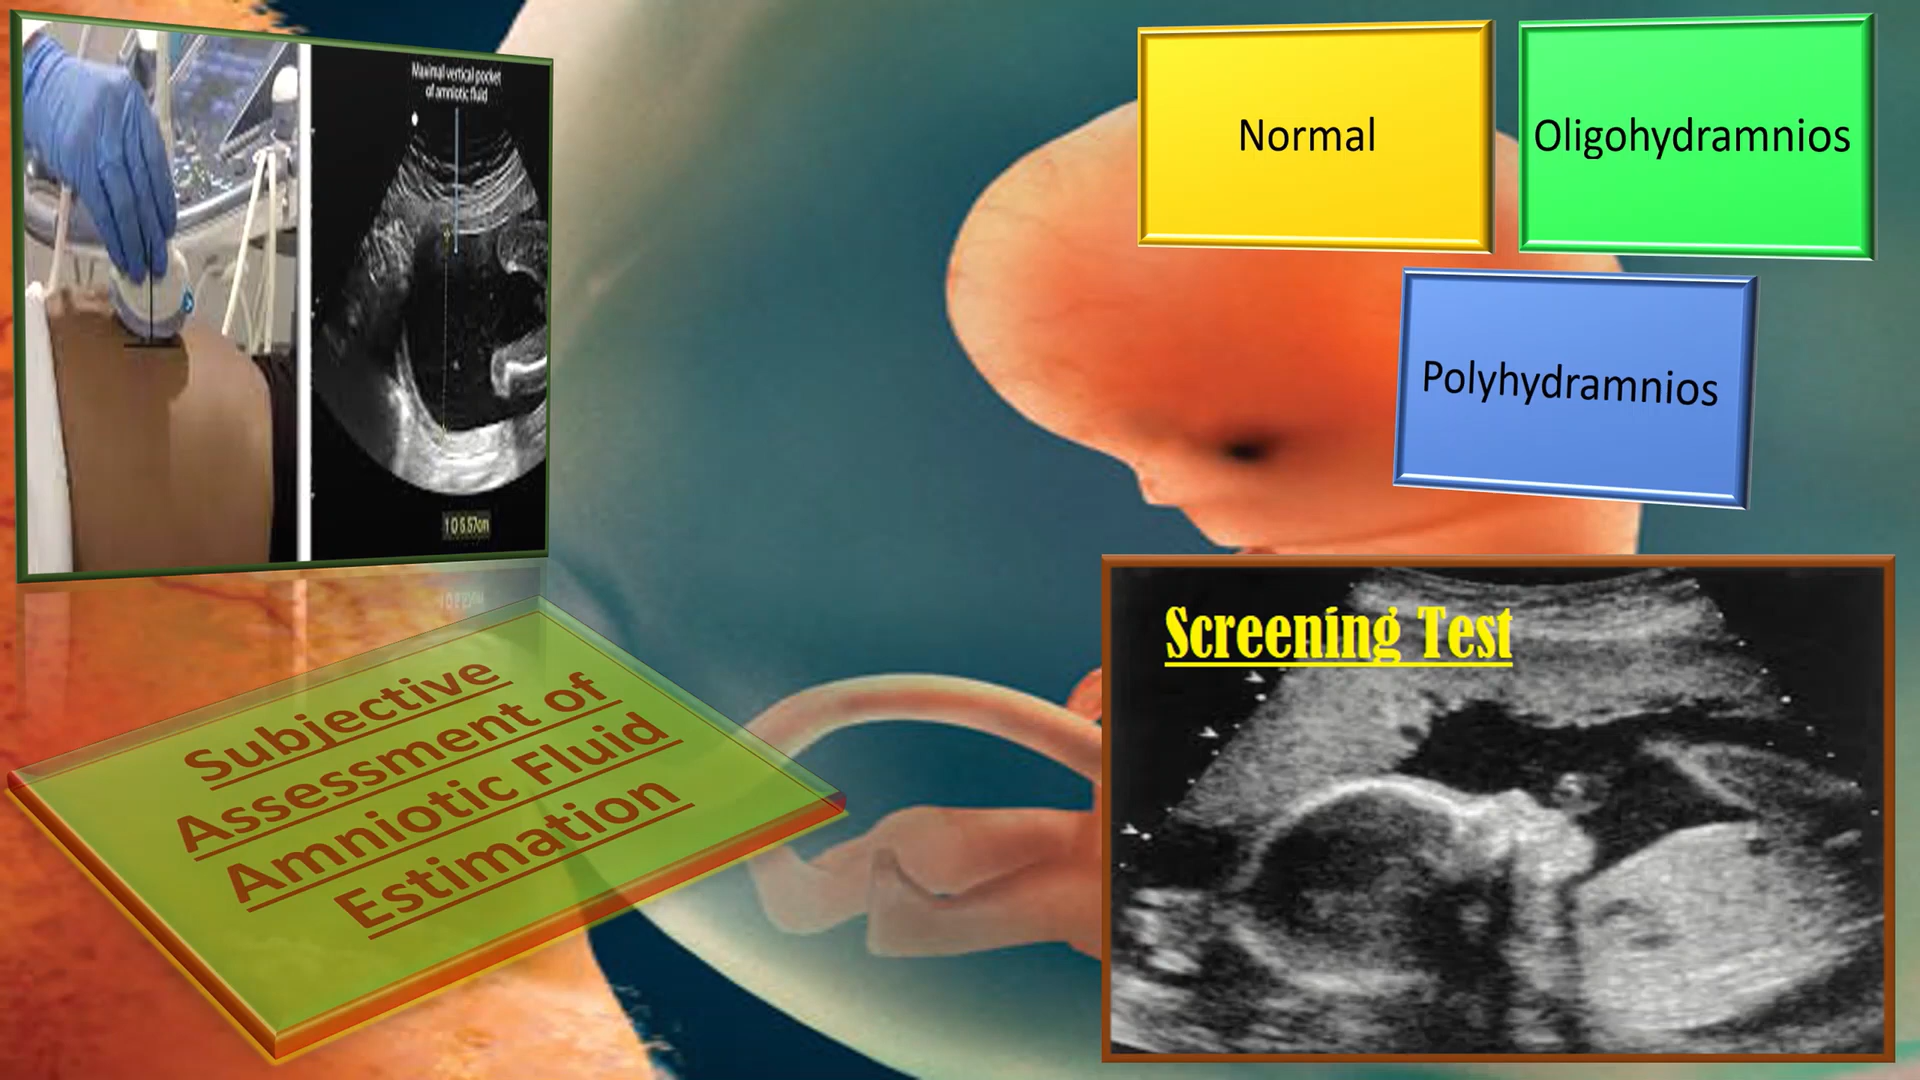 Maximal vertical pocket
of amniotic fluid
Normal
Oligohydramnios
Polyhydramnios
Screening Test
Subjective
Assessment of
Amniotic Fluid
Estimation